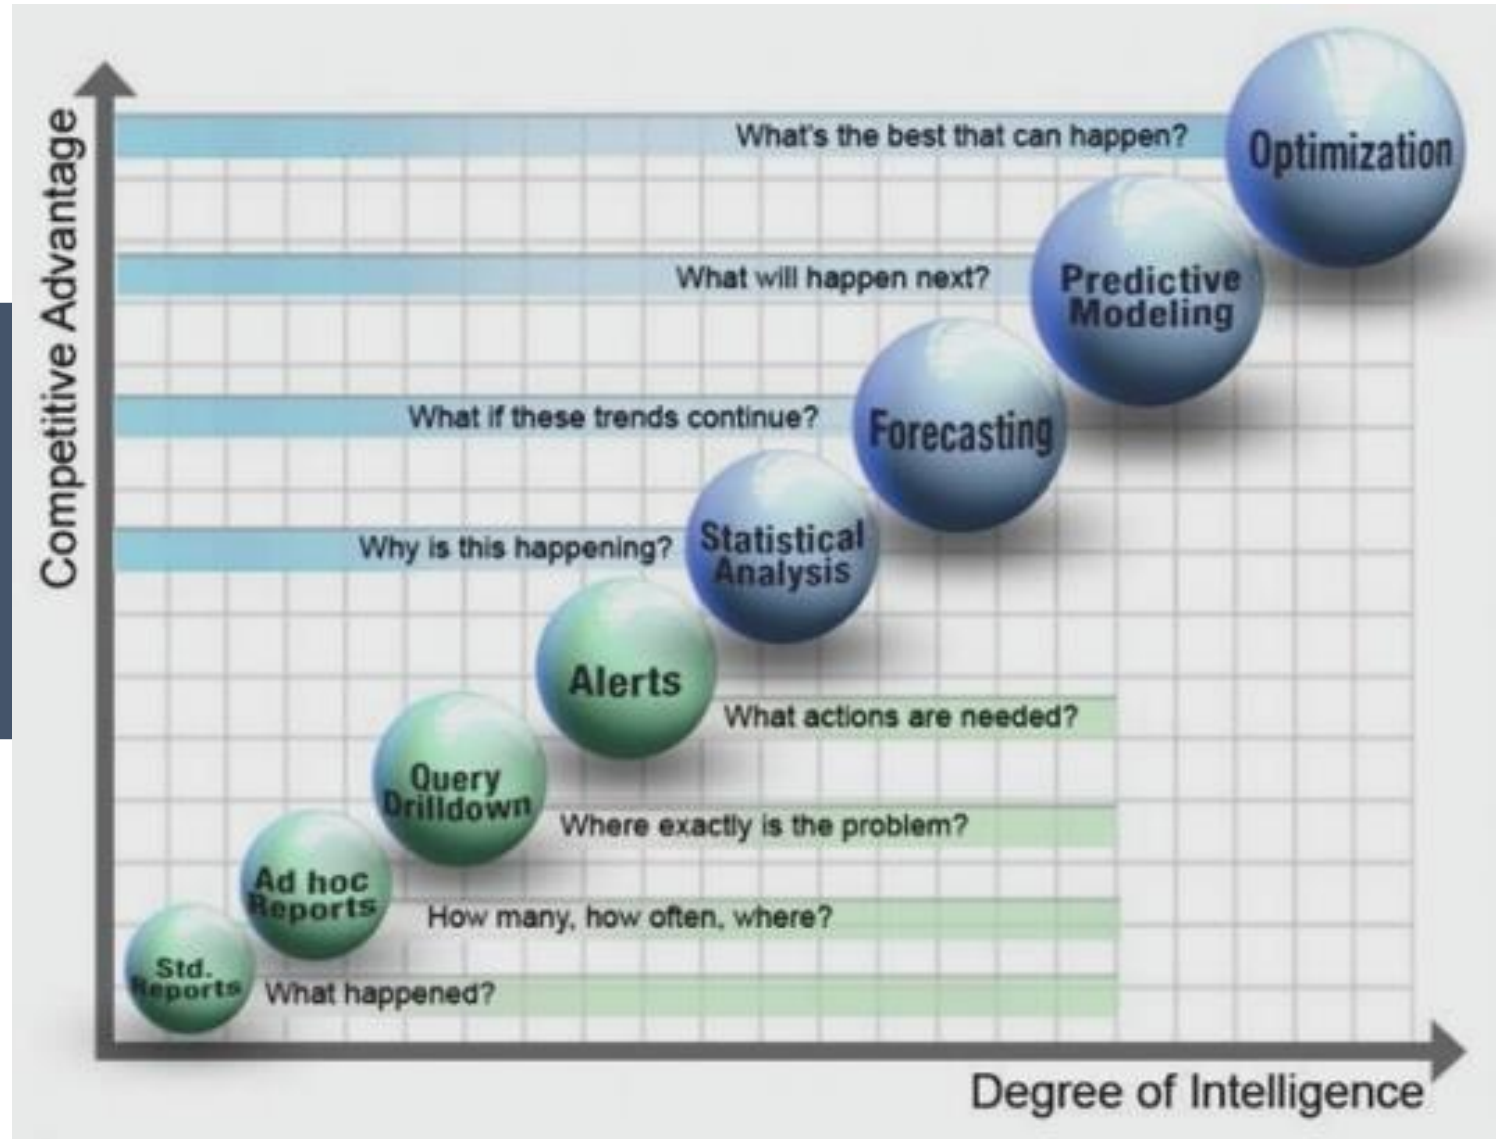 Competitive Advantage
What's the best that can happen?
Optimization
What will happen next?
Predictive
Modeling
What if these trends continue?
Forecasting
Why is this happening?
Statistical
Analysis
Alerts
What actions are needed?
Query
Drilldown
Where exactly is the problem?
Ad hoc
Reports
How many, how often, where?
Std.
Reports
What happened?
Degree of Intelligence